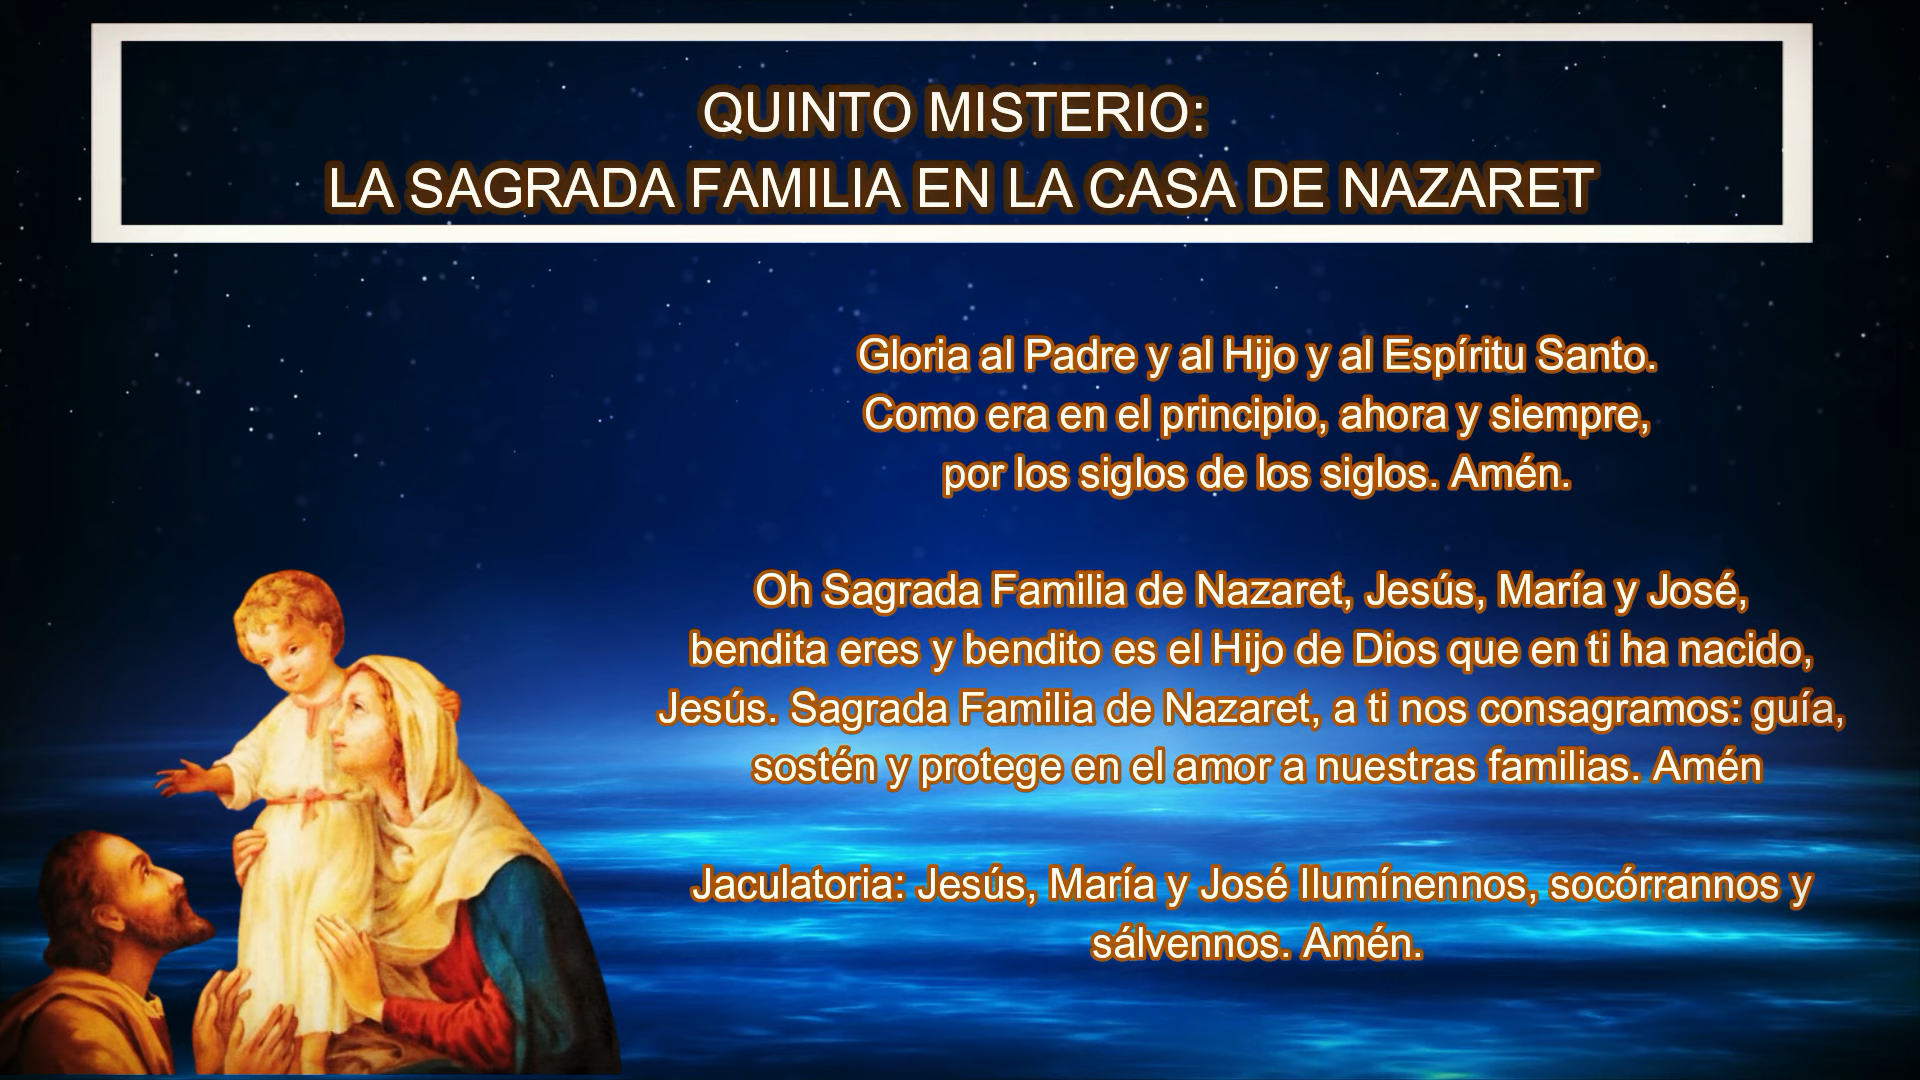 QUINTO MISTERIO:
LA SAGRADA FAMILIA EN LA CASA DE NAZARET
Gloria al Padre y al Hijo y al Espíritu Santo.
Como era en el principio, ahora y siempre,
por los siglos de los siglos. Amén.
Oh Sagrada Familia de Nazaret, Jesús, María y José,
bendita eres y bendito es el Hijo de Dios que en ti ha nacido,
Jesús. Sagrada Familia de Nazaret, a ti nos consagramos: guía,
sostén y protege en el amor a nuestras familias. Amén
Jaculatoria: Jesús, María y José Ilumínennos, socórrannos y
sálvennos. Amén.